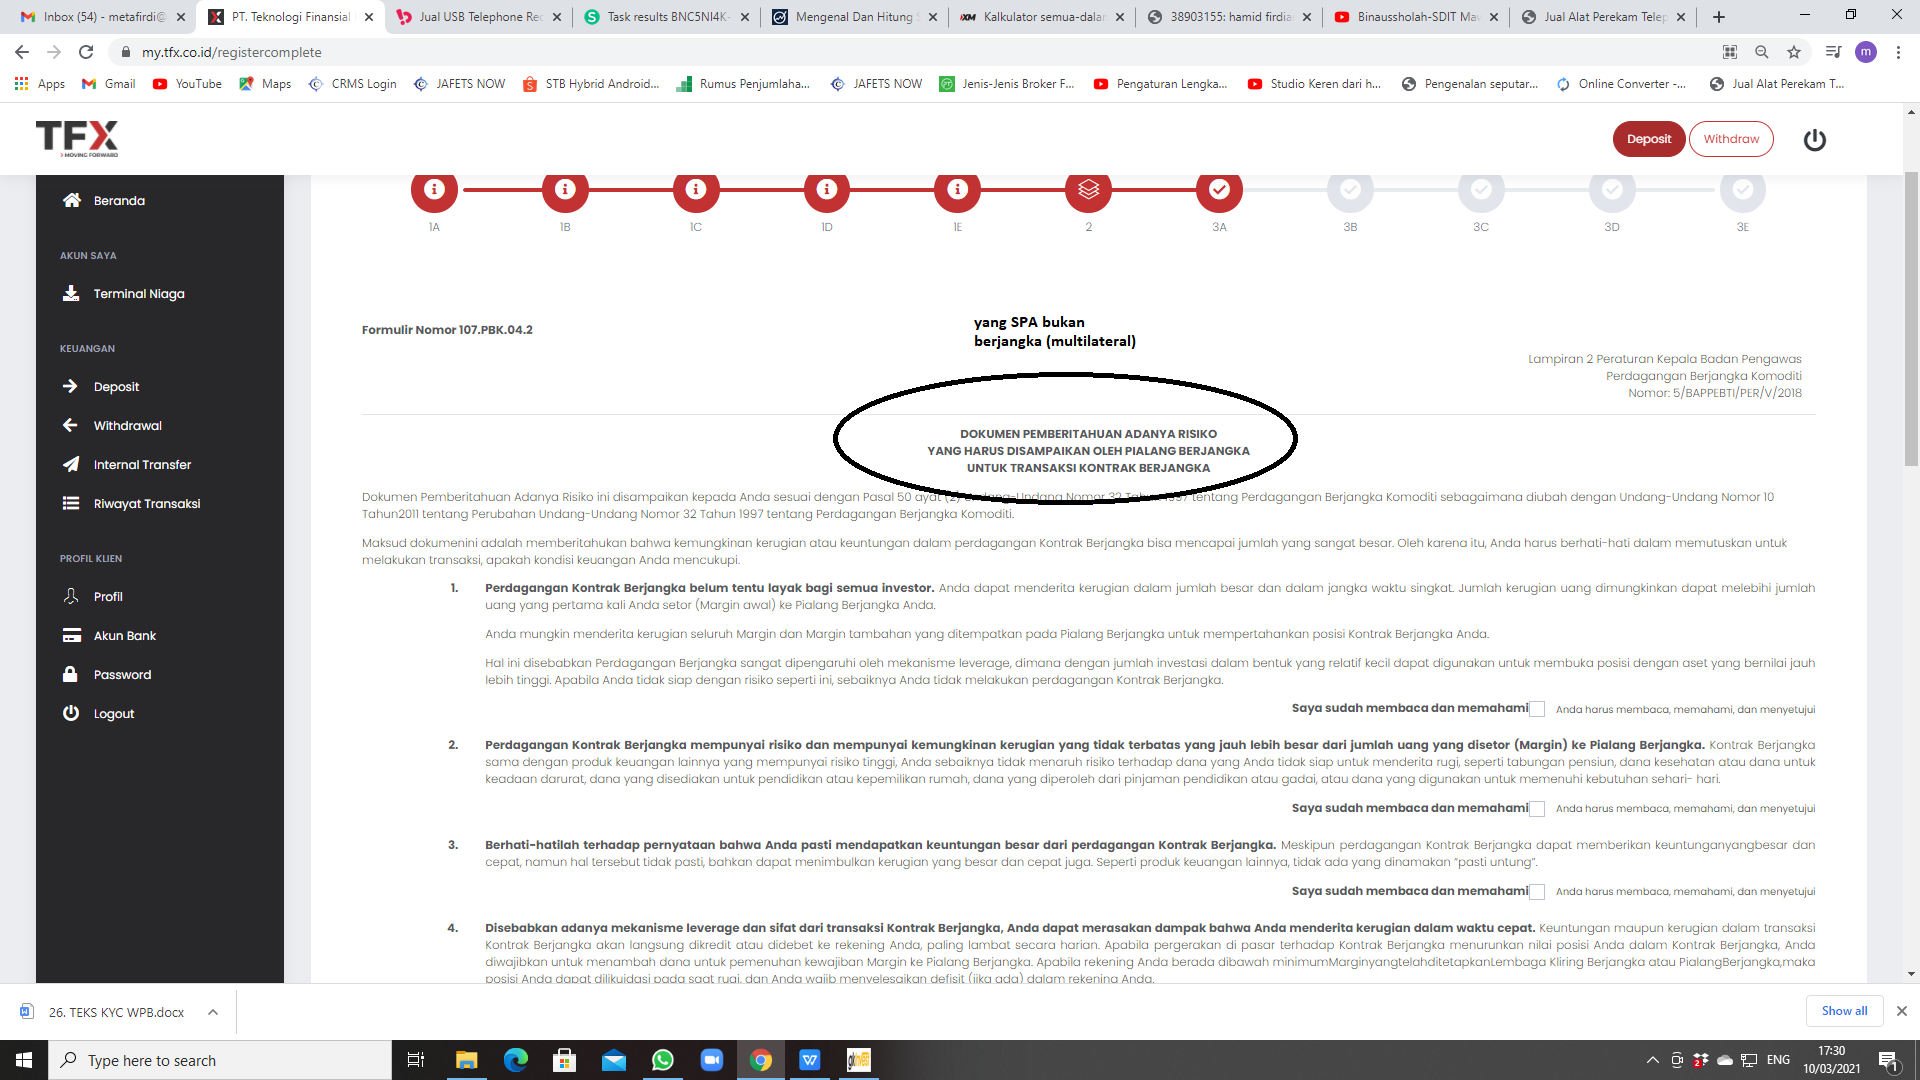 Inbox (54) - metafirdi@
PT. Teknologi Finansial
Jual USB Telephone Rec
Task results BNC5NI4K-
Mengenal Dan Hitung S
Kalkulator semua-dalam
38903155: hamid firdia
Binaussholah-SDIT Maw
Jual Alat Perekam Telep
my.tfx.co.id/registercomplete
m
Apps
Gmail
YouTube
Maps
CRMS Login
JAFETS NOW
STB Hybrid Android...
Rumus Penjumlaha...
JAFETS NOW
Jenis-Jenis Broker F...
Pengaturan Lengka...
Studio Keren dari h...
Pengenalan seputar...
Online Converter -...
Jual Alat Perekam T...
TFX
MOVING FORWARD
Deposit
Withdraw
Beranda
AKUN SAYA
Terminal Niaga
KEUANGAN
Deposit
Withdrawal
Internal Transfer
Riwayat Transaksi
PROFIL KLIEN
Profil
Akun Bank
Password
Logout
1A
1B
1C
1D
1E
2
3A
3B
3C
3D
3E
Formulir Nomor 107.PBK.04.2
yang SPA bukan
berjangka (multilateral)
Lampiran 2 Peraturan Kepala Badan Pengawas
Perdagangan Berjangka Komoditi
Nomor: 5/BAPPEBTI/PER/V/2018
DOKUMEN PEMBERITAHUAN ADANYA RISIKO
YANG HARUS DISAMPAIKAN OLEH PIALANG BERJANGKA
UNTUK TRANSAKSI KONTRAK BERJANGKA
Dokumen Pemberitahuan Adanya Risiko ini disampaikan kepada Anda sesuai dengan Pasal 50 ayat (2) Undang-Undang Nomor 32 Tahun 1997 tentang Perdagangan Berjangka Komoditi sebagaimana diubah dengan Undang-Undang Nomor 10
Tahun2011 tentang Perubahan Undang-Undang Nomor 32 Tahun 1997 tentang Perdagangan Berjangka Komoditi.
Maksud dokumenini adalah memberitahukan bahwa kemungkinan kerugian atau keuntungan dalam perdagangan Kontrak Berjangka bisa mencapai jumlah yang sangat besar. Oleh karena itu, Anda harus berhati-hati dalam memutuskan untuk
melakukan transaksi, apakah kondisi keuangan Anda mencukupi.
1. Perdagangan Kontrak Berjangka belum tentu layak bagi semua investor. Anda dapat menderita kerugian dalam jumlah besar dan dalam jangka waktu singkat. Jumlah kerugian uang dimungkinkan dapat melebihi jumlah
uang yang pertama kali Anda setor (Margin awal) ke Pialang Berjangka Anda.
Anda mungkin menderita kerugian seluruh Margin dan Margin tambahan yang ditempatkan pada Pialang Berjangka untuk mempertahankan posisi Kontrak Berjangka Anda.
Hal ini disebabkan Perdagangan Berjangka sangat dipengaruhi oleh mekanisme leverage, dimana dengan jumlah investasi dalam bentuk yang relatif kecil dapat digunakan untuk membuka posisi dengan aset yang bernilai jauh
lebih tinggi. Apabila Anda tidak siap dengan risiko seperti ini, sebaiknya Anda tidak melakukan perdagangan Kontrak Berjangka.
Saya sudah membaca dan memahami Anda harus membaca, memahami, dan menyetujui
2. Perdagangan Kontrak Berjangka mempunyai risiko dan mempunyai kemungkinan kerugian yang tidak terbatas yang jauh lebih besar dari jumlah uang yang disetor (Margin) ke Pialang Berjangka. Kontrak Berjangka
sama dengan produk keuangan lainnya yang mempunyai risiko tinggi, Anda sebaiknya tidak menaruh risiko terhadap dana yang Anda tidak siap untuk menderita rugi, seperti tabungan pensiun, dana kesehatan atau dana untuk
keadaan darurat, dana yang disediakan untuk pendidikan atau kepemilikan rumah, dana yang diperoleh dari pinjaman pendidikan atau gadai, atau dana yang digunakan untuk memenuhi kebutuhan sehari- hari.
Saya sudah membaca dan memahami Anda harus membaca, memahami, dan menyetujui
3. Berhati-hatilah terhadap pernyataan bahwa Anda pasti mendapatkan keuntungan besar dari perdagangan Kontrak Berjangka. Meskipun perdagangan Kontrak Berjangka dapat memberikan keuntunganyangbesar dan
cepat, namun hal tersebut tidak pasti, bahkan dapat menimbulkan kerugian yang besar dan cepat juga. Seperti produk keuangan lainnya, tidak ada yang dinamakan “pasti untung”.
Saya sudah membaca dan memahami Anda harus membaca, memahami, dan menyetujui
4. Disebabkan adanya mekanisme leverage dan sifat dari transaksi Kontrak Berjangka, Anda dapat merasakan dampak bahwa Anda menderita kerugian dalam waktu cepat. Keuntungan maupun kerugian dalam transaksi
Kontrak Berjangka akan langsung dikredit atau didebet ke rekening Anda, paling lambat secara harian. Apabila pergerakan di pasar terhadap Kontrak Berjangka menurunkan nilai posisi Anda dalam Kontrak Berjangka, Anda
diwajibkan untuk menambah dana untuk pemenuhan kewajiban Margin ke Pialang Berjangka. Apabila rekening Anda berada dibawah minimumMarginyangtelahditetapkanLembaga Kliring Berjangka atau PialangBerjangka,maka
posisi Anda dapat dilikuidasi pada saat rugi, dan Anda wajib menyelesaikan defisit (jika ada) dalam rekening Anda.
26. TEKS KYC WPB.docx
Show all
Type here to search
ENG
17:30
10/03/2021
1